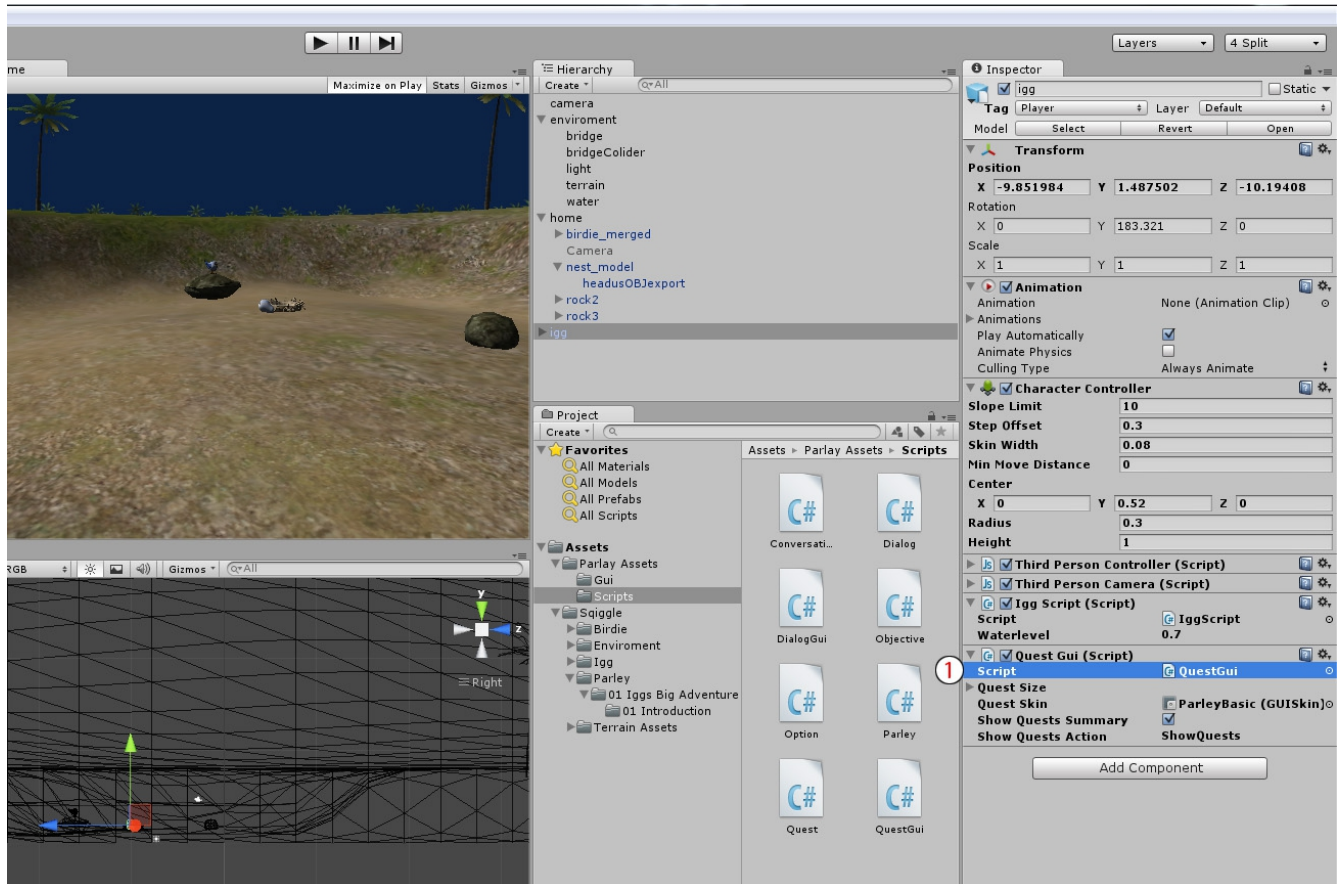 Layers
4 Split
me
Maximize on Play Stats Gizmos
Hierarchy
Create
All
camera
enviroment
bridge
bridgeColider
light
terrain
water
home
birdie_merged
Camera
nest_model
headusOBJexport
rock2
rock3
igg
RGB
Gizmos
All
y
z
Right
Project
Create
Favorites
All Materials
All Models
All Prefabs
All Scripts
Assets
Parlay Assets
Gui
Scripts
Sqiggle
Birdie
Enviroment
Igg
Parley
01 Iggs Big Adventure
01 Introduction
Terrain Assets
Assets Parlay Assets Scripts
C# C#
Conversati... Dialog
C# C#
DialogGui Objective
C# C#
Option Parley
C# C#
Quest QuestGui
Inspector
igg Static
Tag Player Layer Default
Model Select Revert Open
Transform
Position
X -9.851984 Y 1.487502 Z -10.19408
Rotation
X 0 Y 183.321 Z 0
Scale
X 1 Y 1 Z 1
Animation
Animation None (Animation Clip)
Animations
Play Automatically
Animate Physics
Culling Type Always Animate
Character Controller
Slope Limit 10
Step Offset 0.3
Skin Width 0.08
Min Move Distance 0
Center
X 0 Y 0.52 Z 0
Radius 0.3
Height 1
Js Third Person Controller (Script)
Js Third Person Camera (Script)
Igg Script (Script)
Script IggScript
Waterlevel 0.7
Quest Gui (Script)
1 Script QuestGui
Quest Size
Quest Skin ParleyBasic (GUISkin)
Show Quests Summary
Show Quests Action ShowQuests
Add Component